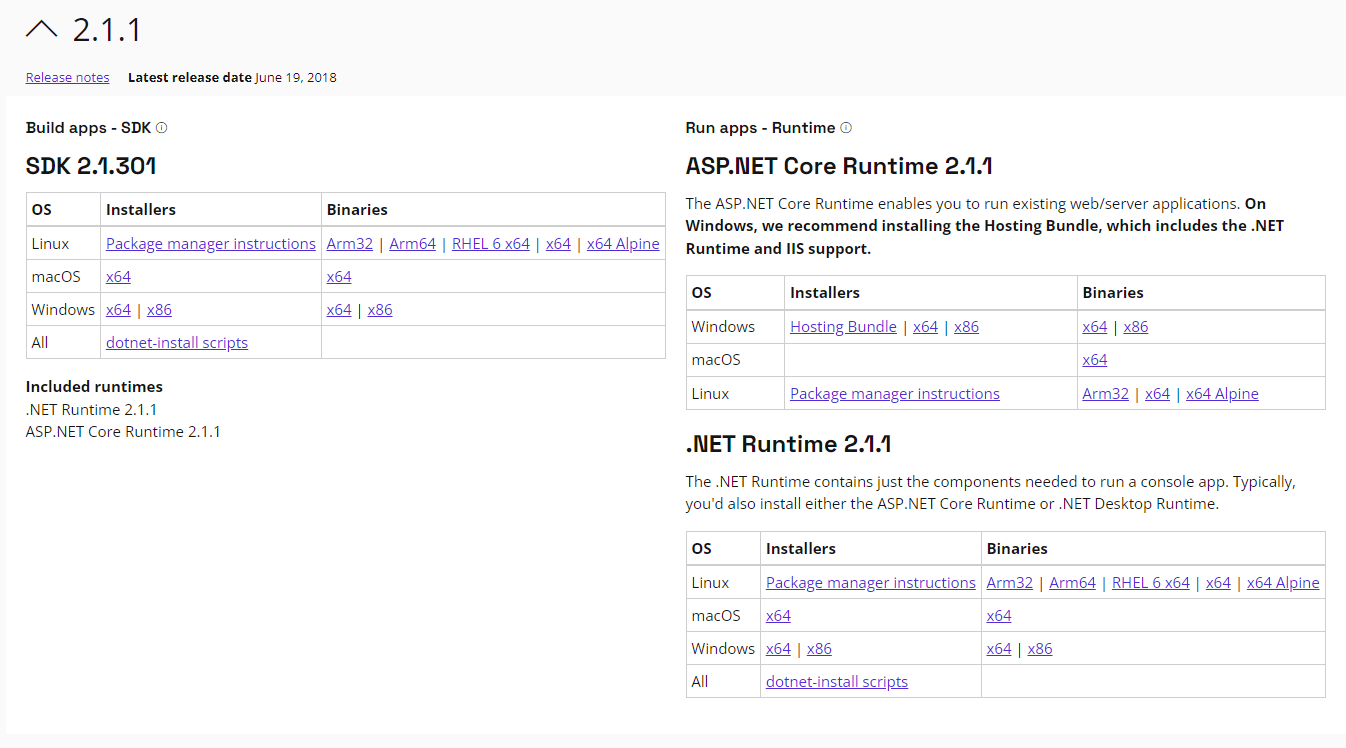 2.1.1
Release notes Latest release date June 19, 2018
Build apps - SDK
SDK 2.1.301
OS Installers Binaries
Linux Package manager instructions Arm32 | Arm64 | RHEL 6 x64 | x64 | x64 Alpine
macOS x64 x64
Windows x64 | x86 x64 | x86
All dotnet-install scripts
Included runtimes
.NET Runtime 2.1.1
ASP.NET Core Runtime 2.1.1
Run apps - Runtime
ASP.NET Core Runtime 2.1.1
The ASP.NET Core Runtime enables you to run existing web/server applications. On
Windows, we recommend installing the Hosting Bundle, which includes the .NET
Runtime and IIS support.
OS Installers Binaries
Windows Hosting Bundle | x64 | x86 x64 | x86
macOS x64
Linux Package manager instructions Arm32 | x64 | x64 Alpine
.NET Runtime 2.1.1
The .NET Runtime contains just the components needed to run a console app. Typically,
you'd also install either the ASP.NET Core Runtime or .NET Desktop Runtime.
OS Installers Binaries
Linux Package manager instructions Arm32 | Arm64 | RHEL 6 x64 | x64 | x64 Alpine
macOS x64 x64
Windows x64 | x86 x64 | x86
All dotnet-install scripts